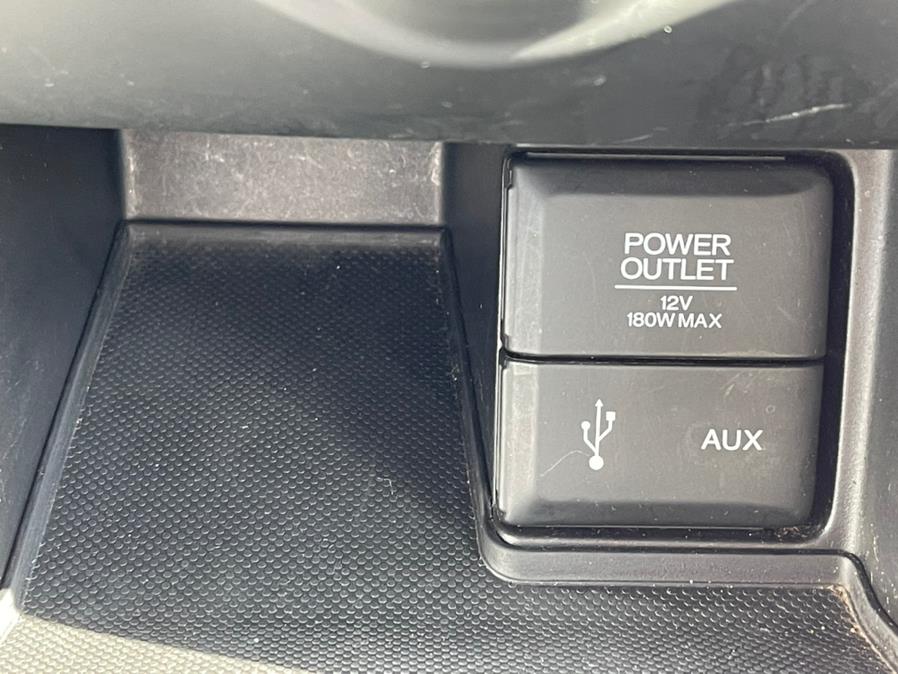 POWER
OUTLET
12V
180W MAX
AUX